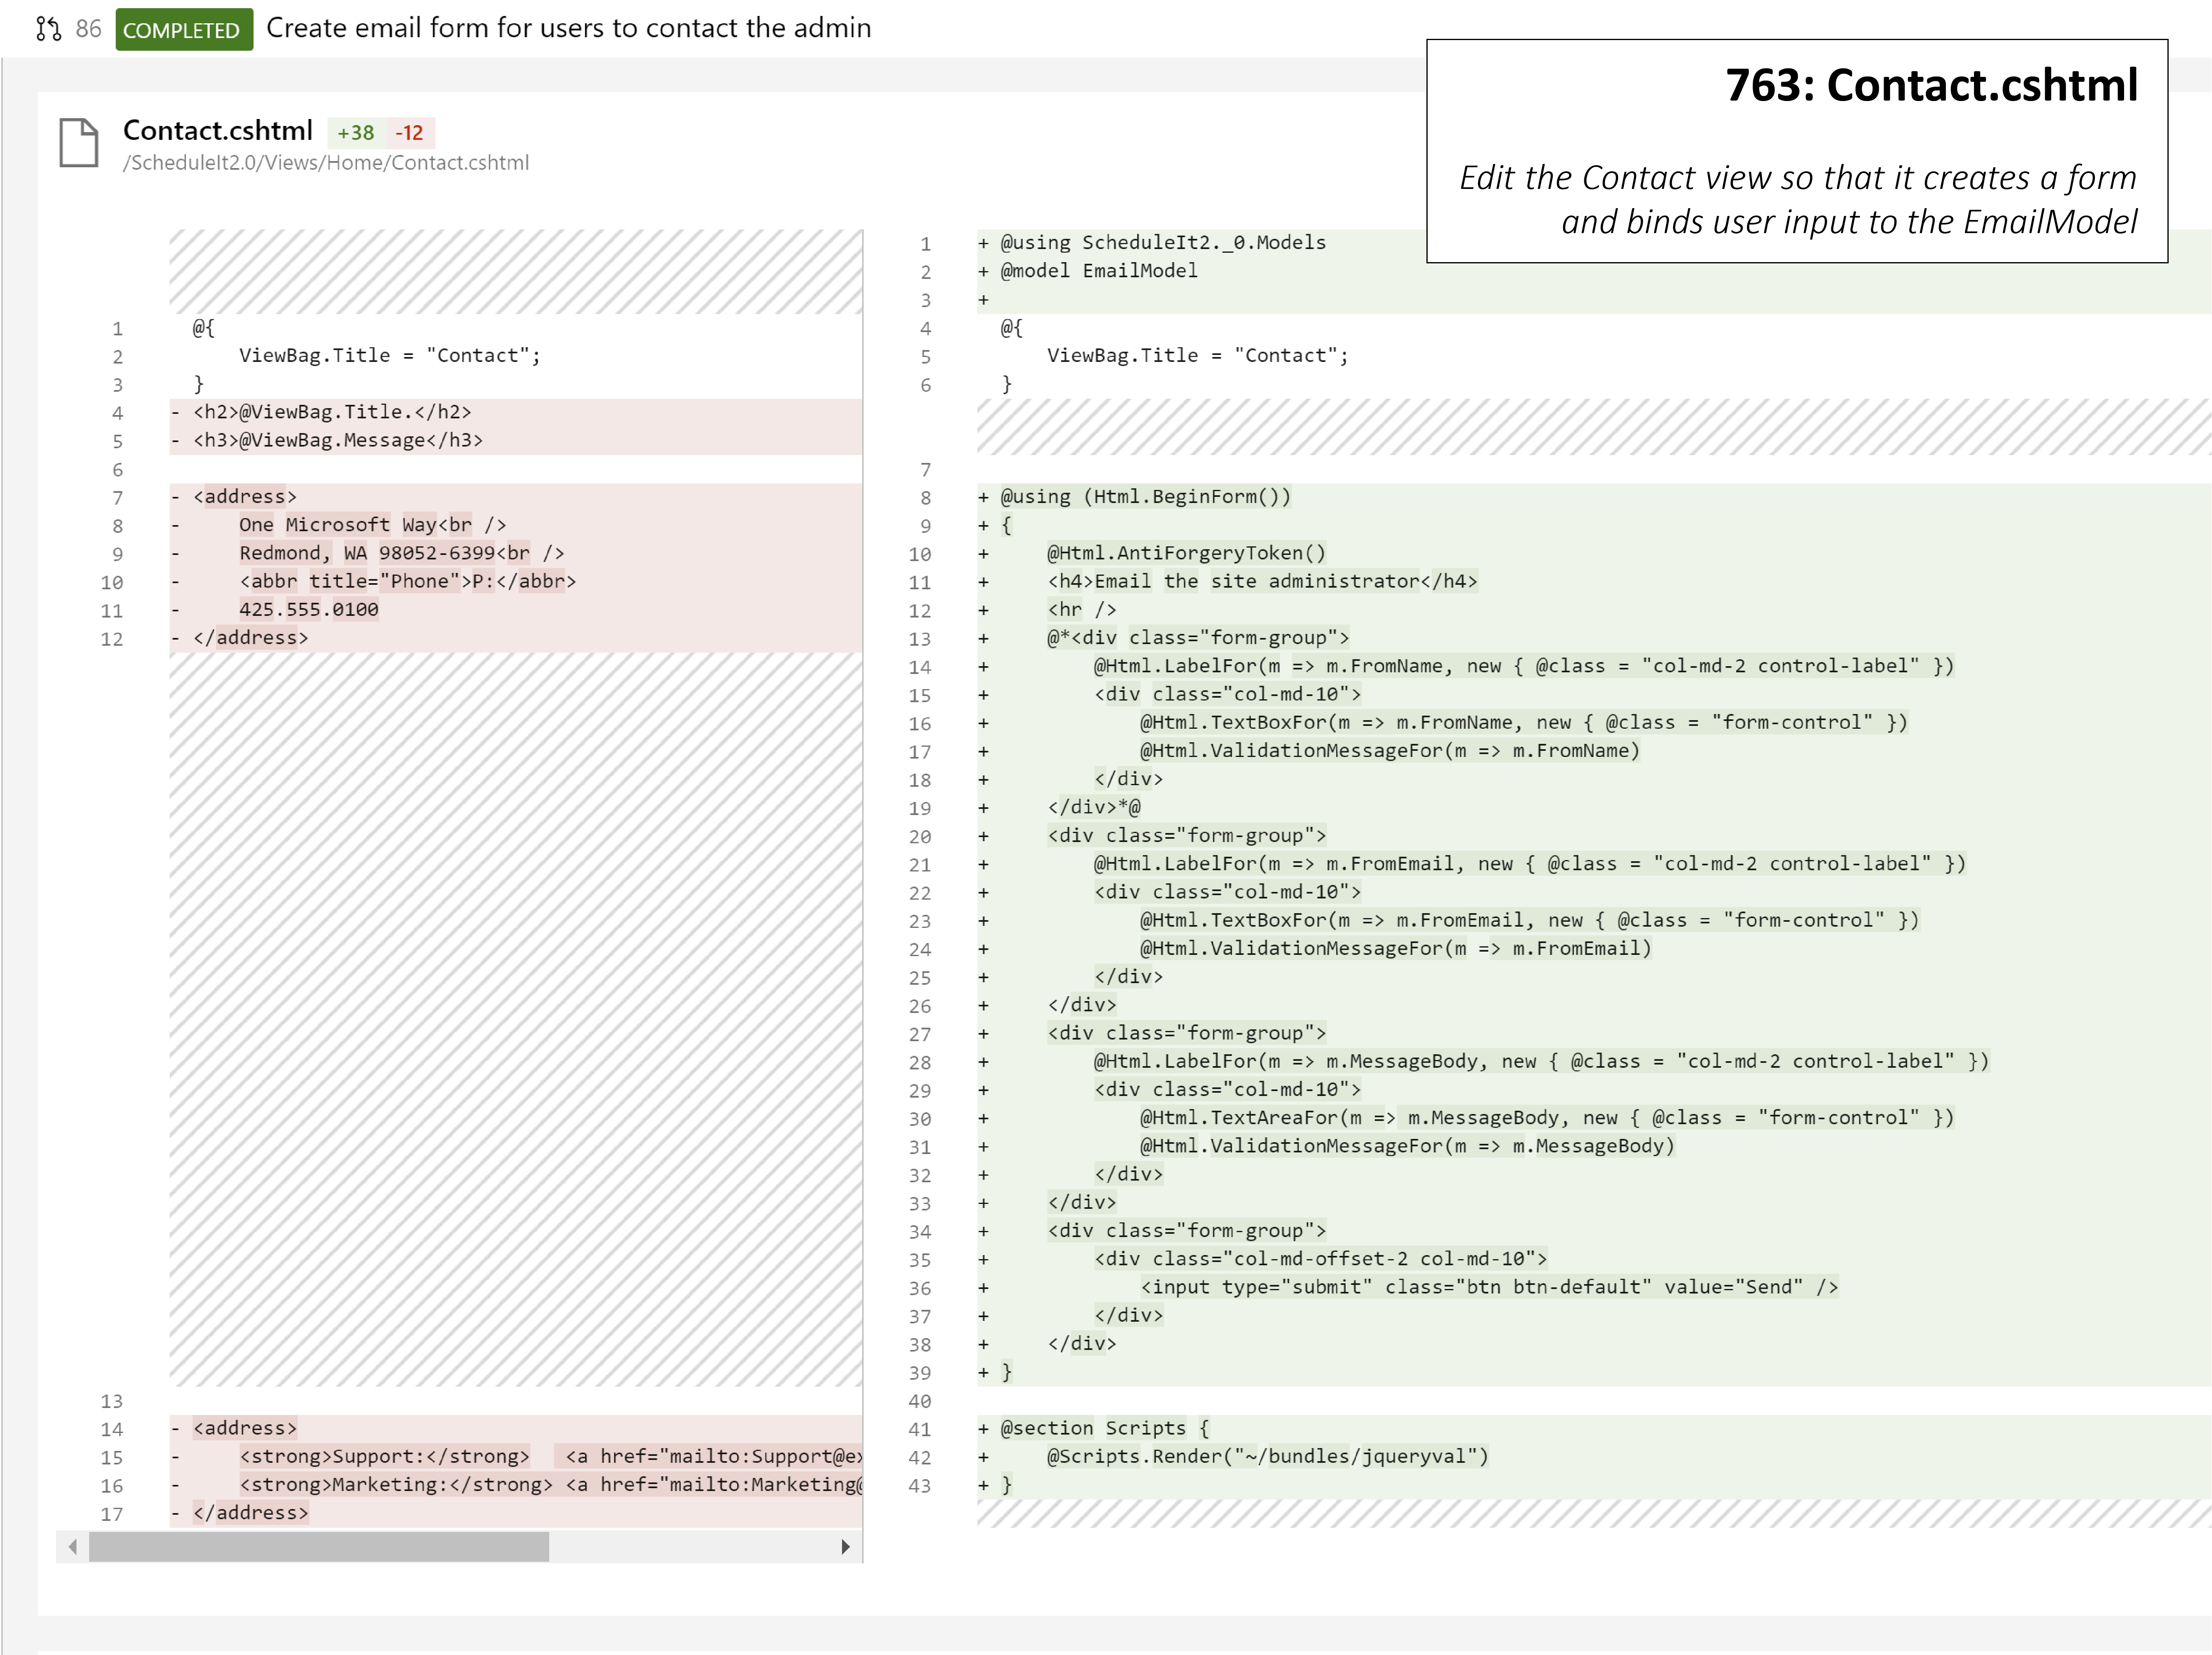 86 COMPLETED Create email form for users to contact the admin
763: Contact.cshtml
Edit the Contact view so that it creates a form
and binds user input to the EmailModel
Contact.cshtml +38 -12
/ScheduleIt2.0/Views/Home/Contact.cshtml
1 @{
2 ViewBag.Title = "Contact";
3 }
4 - <h2>@ViewBag.Title.</h2>
5 - <h3>@ViewBag.Message</h3>
6
7 - <address>
8 - One Microsoft Way<br />
9 - Redmond, WA 98052-6399<br />
10 - <abbr title="Phone">P:</abbr>
11 - 425.555.0100
12 - </address>
13
14 - <address>
15 - <strong>Support:</strong> <a href="mailto:Support@ex
16 - <strong>Marketing:</strong> <a href="mailto:Marketing@
17 - </address>
1 + @using ScheduleIt2._0.Models
2 + @model EmailModel
3 +
4 @{
5 ViewBag.Title = "Contact";
6 }
7
8 + @using (Html.BeginForm())
9 + {
10 + @Html.AntiForgeryToken()
11 + <h4>Email the site administrator</h4>
12 + <hr />
13 + @*<div class="form-group">
14 + @Html.LabelFor(m => m.FromName, new { @class = "col-md-2 control-label" })
15 + <div class="col-md-10">
16 + @Html.TextBoxFor(m => m.FromName, new { @class = "form-control" })
17 + @Html.ValidationMessageFor(m => m.FromName)
18 + </div>
19 + </div>*@
20 + <div class="form-group">
21 + @Html.LabelFor(m => m.FromEmail, new { @class = "col-md-2 control-label" })
22 + <div class="col-md-10">
23 + @Html.TextBoxFor(m => m.FromEmail, new { @class = "form-control" })
24 + @Html.ValidationMessageFor(m => m.FromEmail)
25 + </div>
26 + </div>
27 + <div class="form-group">
28 + @Html.LabelFor(m => m.MessageBody, new { @class = "col-md-2 control-label" })
29 + <div class="col-md-10">
30 + @Html.TextAreaFor(m => m.MessageBody, new { @class = "form-control" })
31 + @Html.ValidationMessageFor(m => m.MessageBody)
32 + </div>
33 + </div>
34 + <div class="form-group">
35 + <div class="col-md-offset-2 col-md-10">
36 + <input type="submit" class="btn btn-default" value="Send" />
37 + </div>
38 + </div>
39 + }
40
41 + @section Scripts {
42 + @Scripts.Render("~/bundles/jqueryval")
43 + }